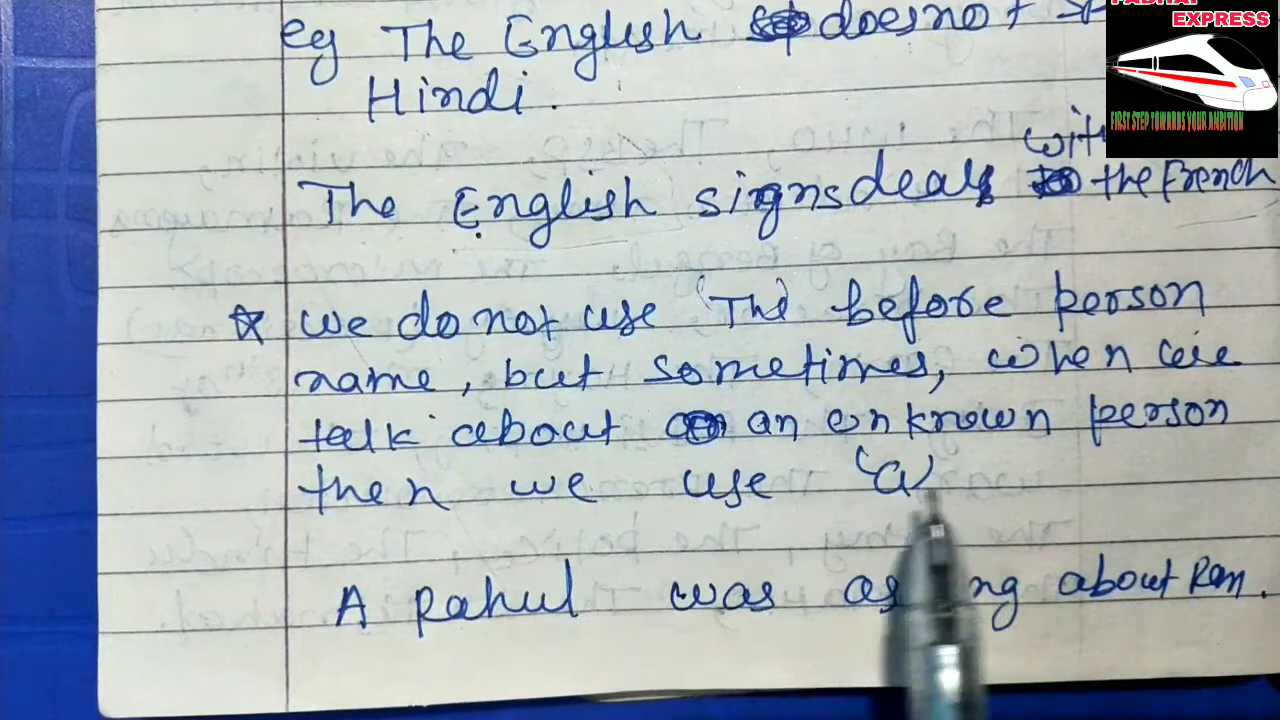 EXPRESS
FIRST STEP TOWARDS YOUR AMBITION
eg The English does not
Hindi.
The English signs deals with the French
☆ We do not use 'The' before person
name, but sometimes, when we
talk about an unknown person
then we use 'a'
A Rahul was as ng about Ram.